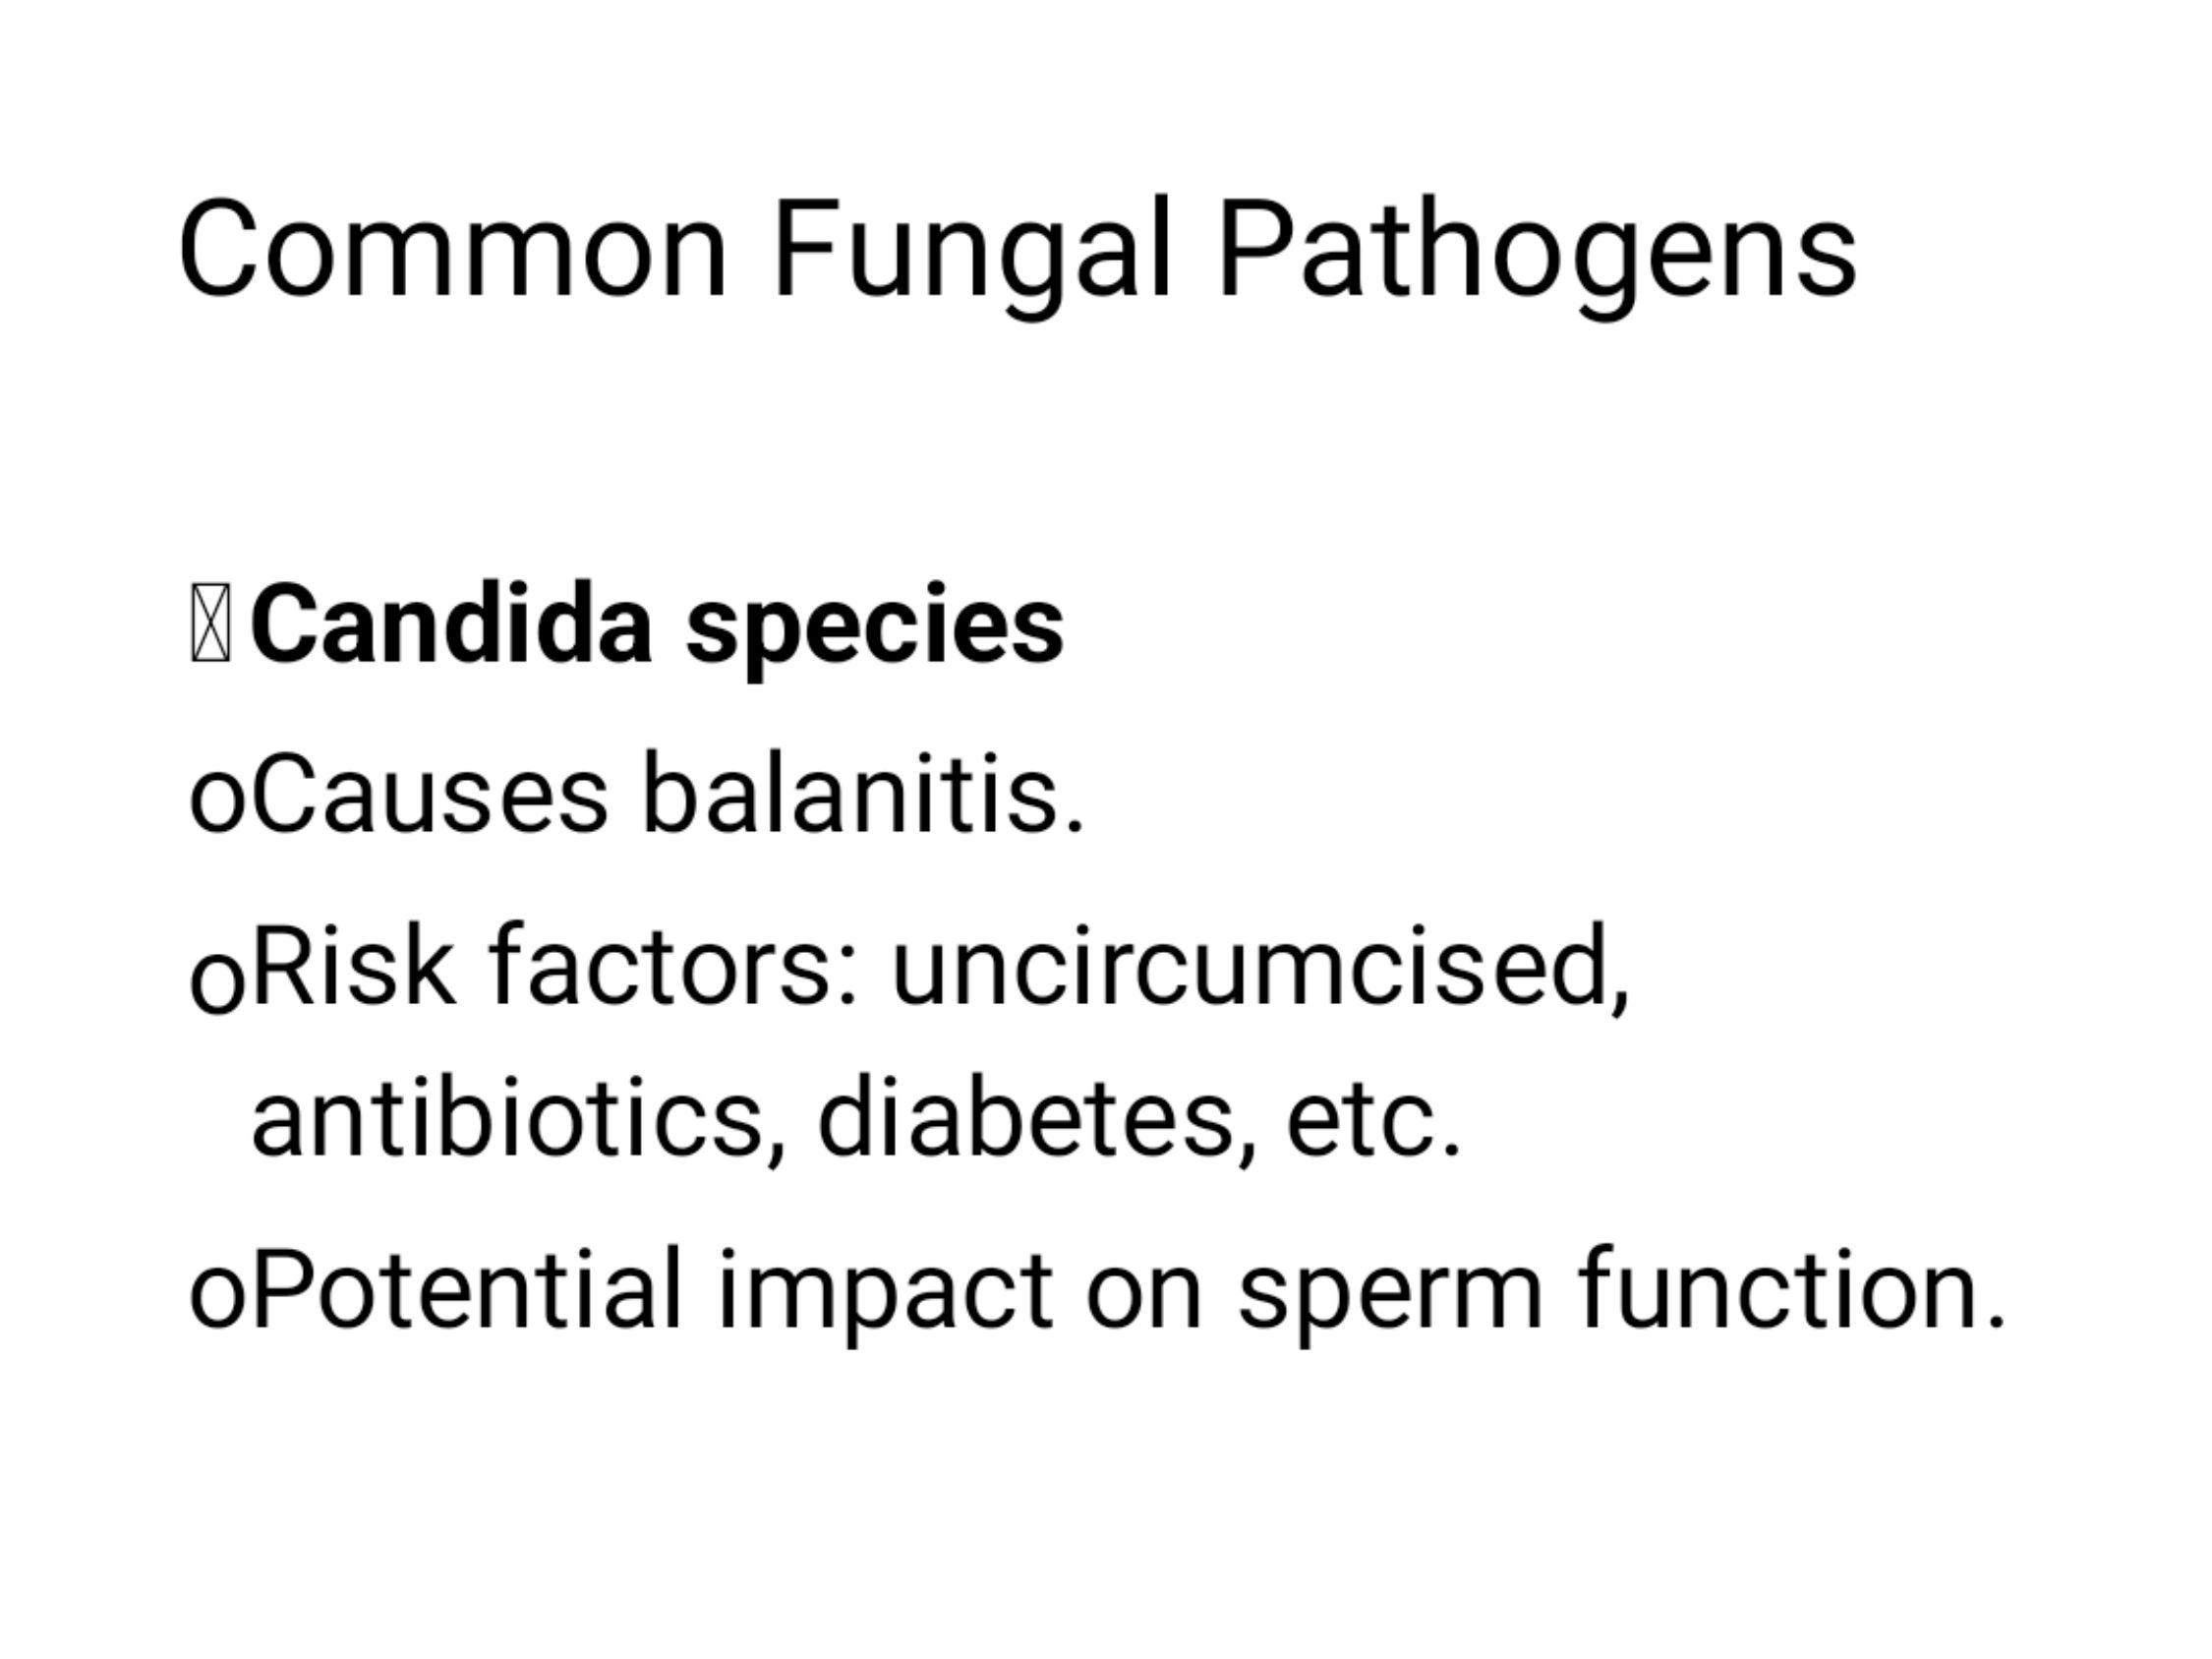 Common Fungal Pathogens
Candida species
oCauses balanitis.
oRisk factors: uncircumcised,
antibiotics, diabetes, etc.
oPotential impact on sperm function.